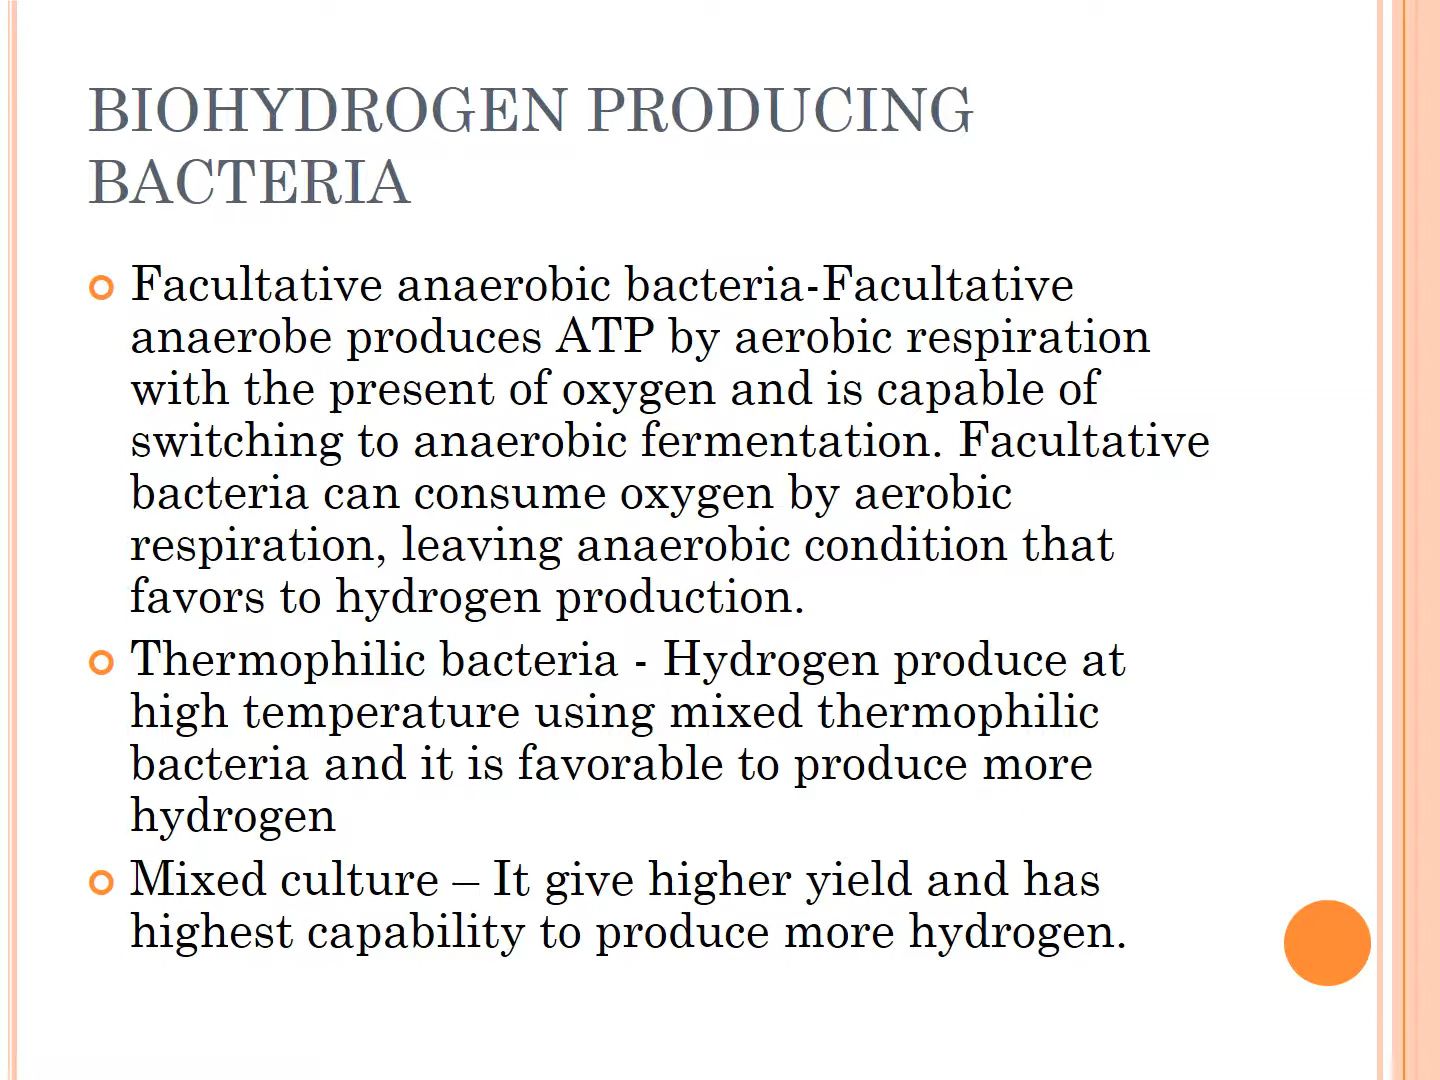 BIOHYDROGEN PRODUCING
BACTERIA
Facultative anaerobic bacteria-Facultative
anaerobe produces ATP by aerobic respiration
with the present of oxygen and is capable of
switching to anaerobic fermentation. Facultative
bacteria can consume oxygen by aerobic
respiration, leaving anaerobic condition that
favors to hydrogen production.
Thermophilic bacteria - Hydrogen produce at
high temperature using mixed thermophilic
bacteria and it is favorable to produce more
hydrogen
Mixed culture – It give higher yield and has
highest capability to produce more hydrogen.